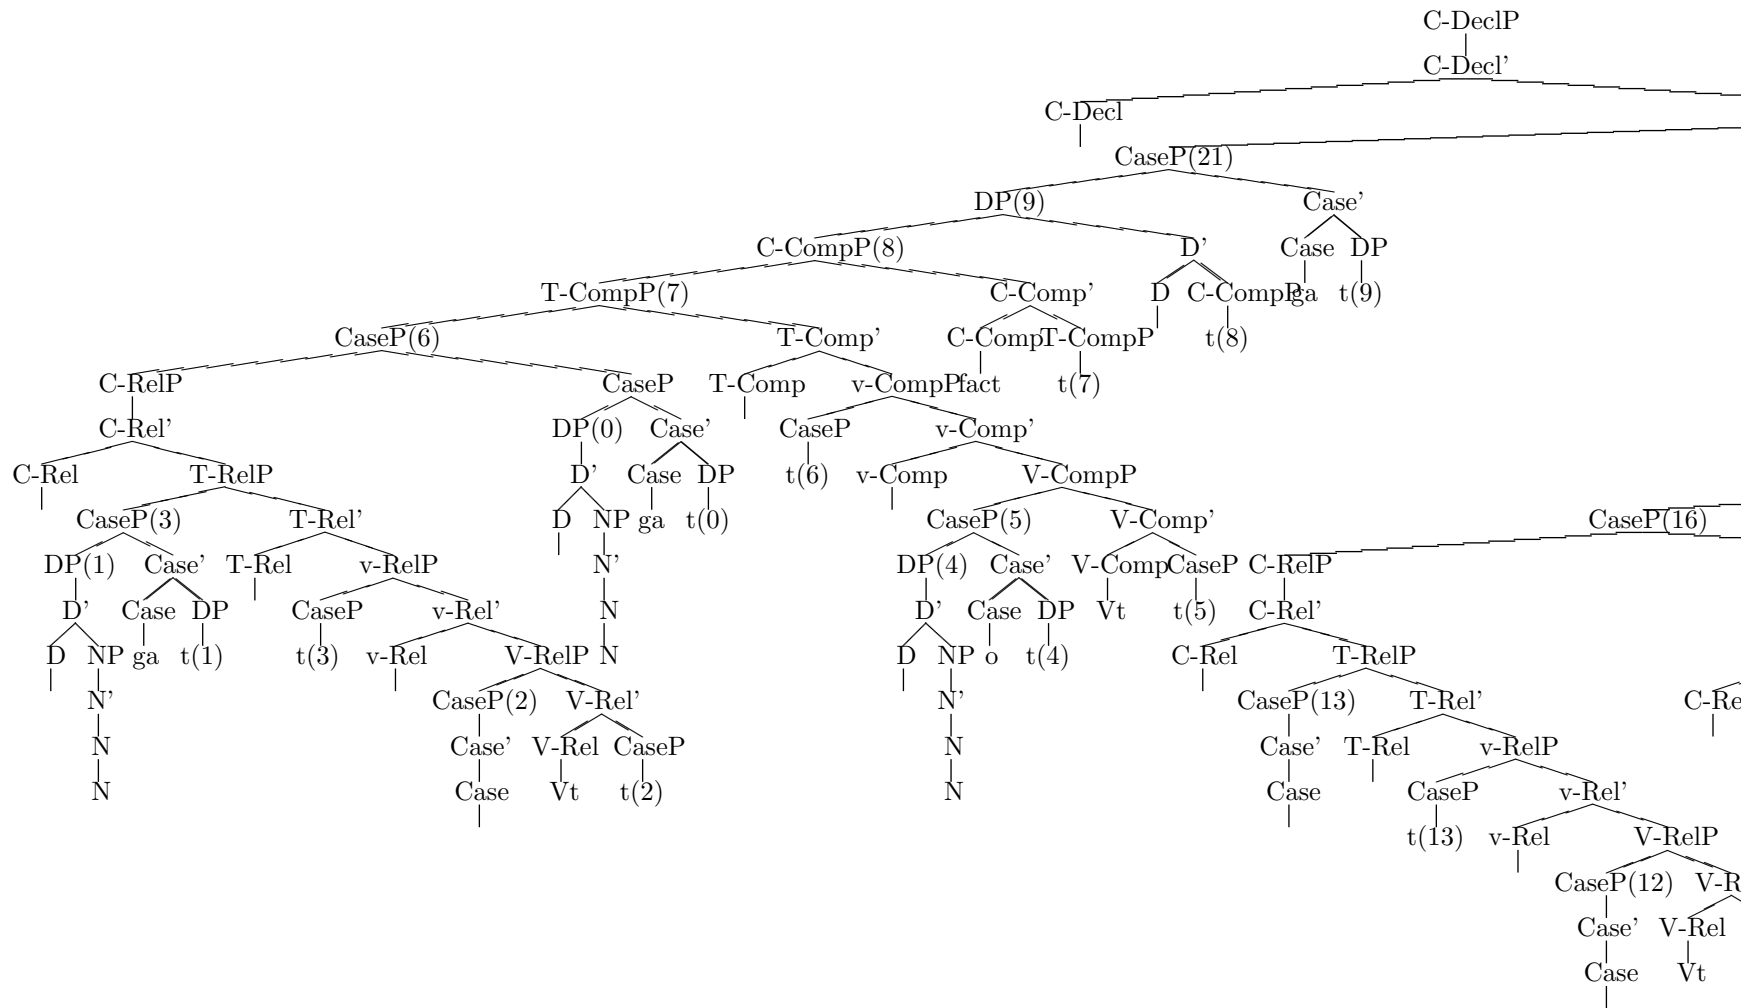 C-DeclP
C-Decl'
C-Decl
CaseP(21)
DP(9) Case'
C-CompP(8) D' Case DP
T-CompP(7) C-Comp' D C-CompP ga t(9)
CaseP(6) T-Comp' C-Comp T-CompP t(8)
C-RelP CaseP T-Comp v-CompP fact t(7)
C-Rel' DP(0) Case' CaseP v-Comp'
C-Rel T-RelP D' Case DP t(6) v-Comp V-CompP
CaseP(3) T-Rel' D NP ga t(0) CaseP(5) V-Comp' CaseP(16)
DP(1) Case' T-Rel v-RelP N' DP(4) Case' V-Comp CaseP C-RelP
D' Case DP CaseP v-Rel' N D' Case DP Vt t(5) C-Rel'
D NP ga t(1) t(3) v-Rel V-RelP N D NP o t(4) C-Rel T-RelP
N' CaseP(2) V-Rel' N' CaseP(13) T-Rel' C-Re
N Case' V-Rel CaseP N Case' T-Rel v-RelP
N Case Vt t(2) N Case CaseP v-Rel'
t(13) v-Rel V-RelP
CaseP(12) V-R
Case' V-Rel
Case Vt